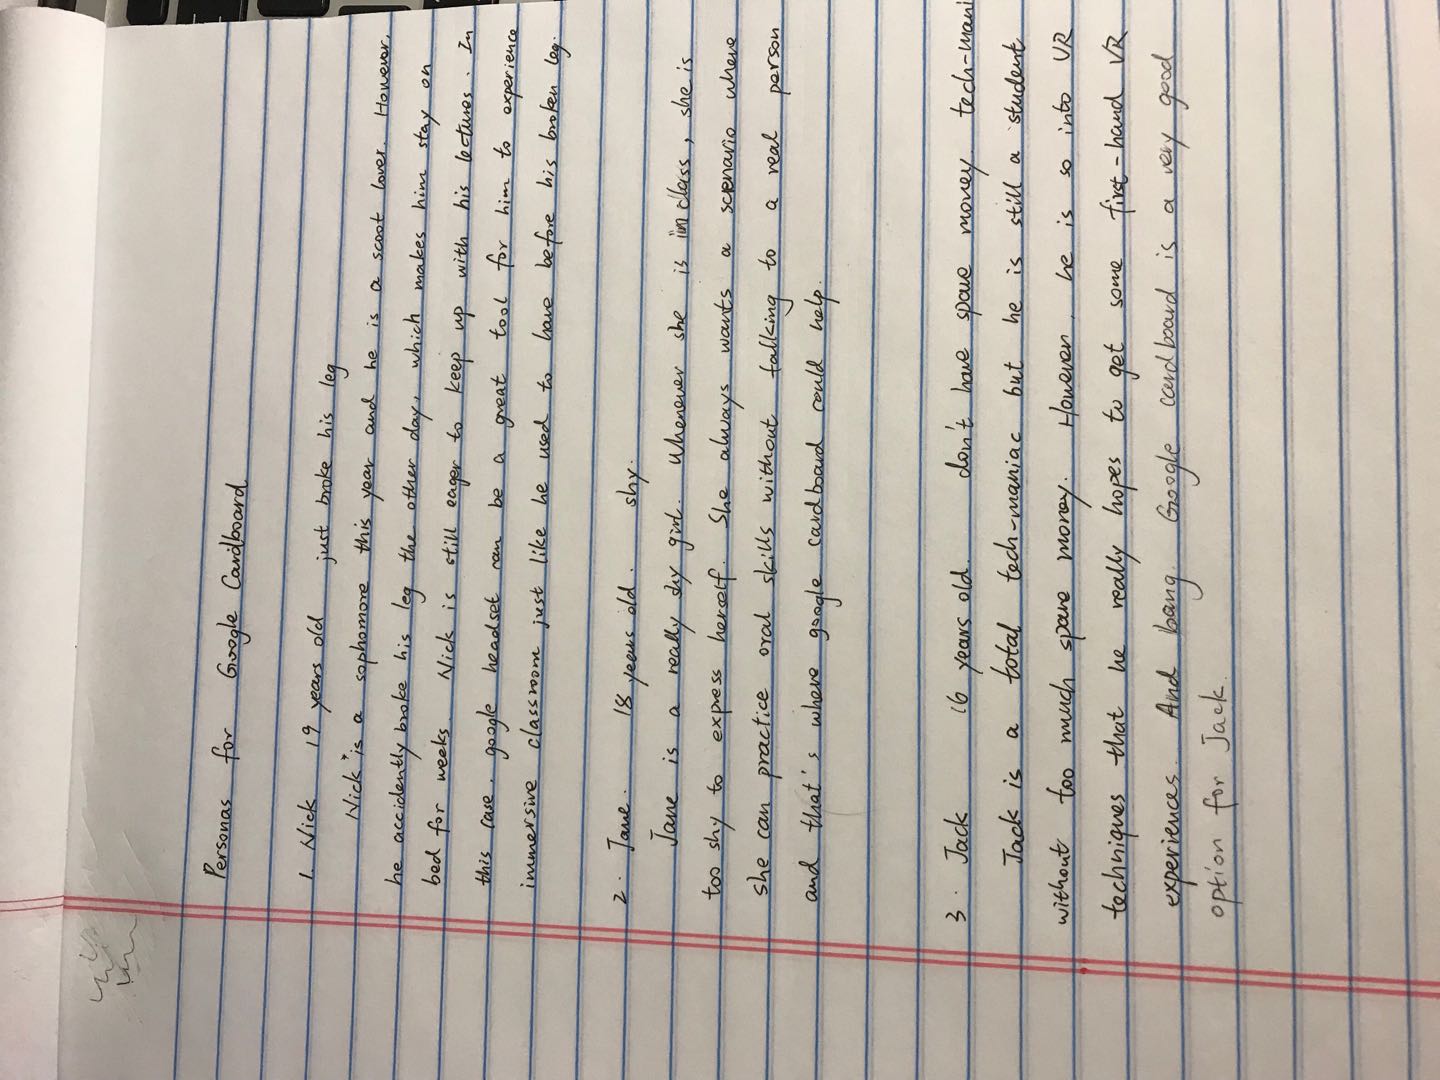 Personas for Google Cardboard
1. Nick 19 years old just broke his leg
Nick is a sophomore this year and he is a scoot lover. However,
he accidently broke his leg the other day, which makes him stay on
bed for weeks. Nick is still eager to keep up with his lectures. In
this case, google headset can be a great tool for him to experience
immersive classroom just like he used to have before his broken leg.
2. Jane. 18 years old. shy.
Jane is a really shy girl. Whenever she is in class, she is
too shy to express herself. She always wants a scenario where
she can practice oral skills without talking to a real person
and that's where google cardboard could help.
3. Jack 16 years old. don't have spare money. tech-mani
Jack is a total tech-maniac but he is still a student
without too much spare money. However, he is so into VR
techniques that he really hopes to get some first-hand VR
experiences. And bang. Google cardboard is a very good
option for Jack.